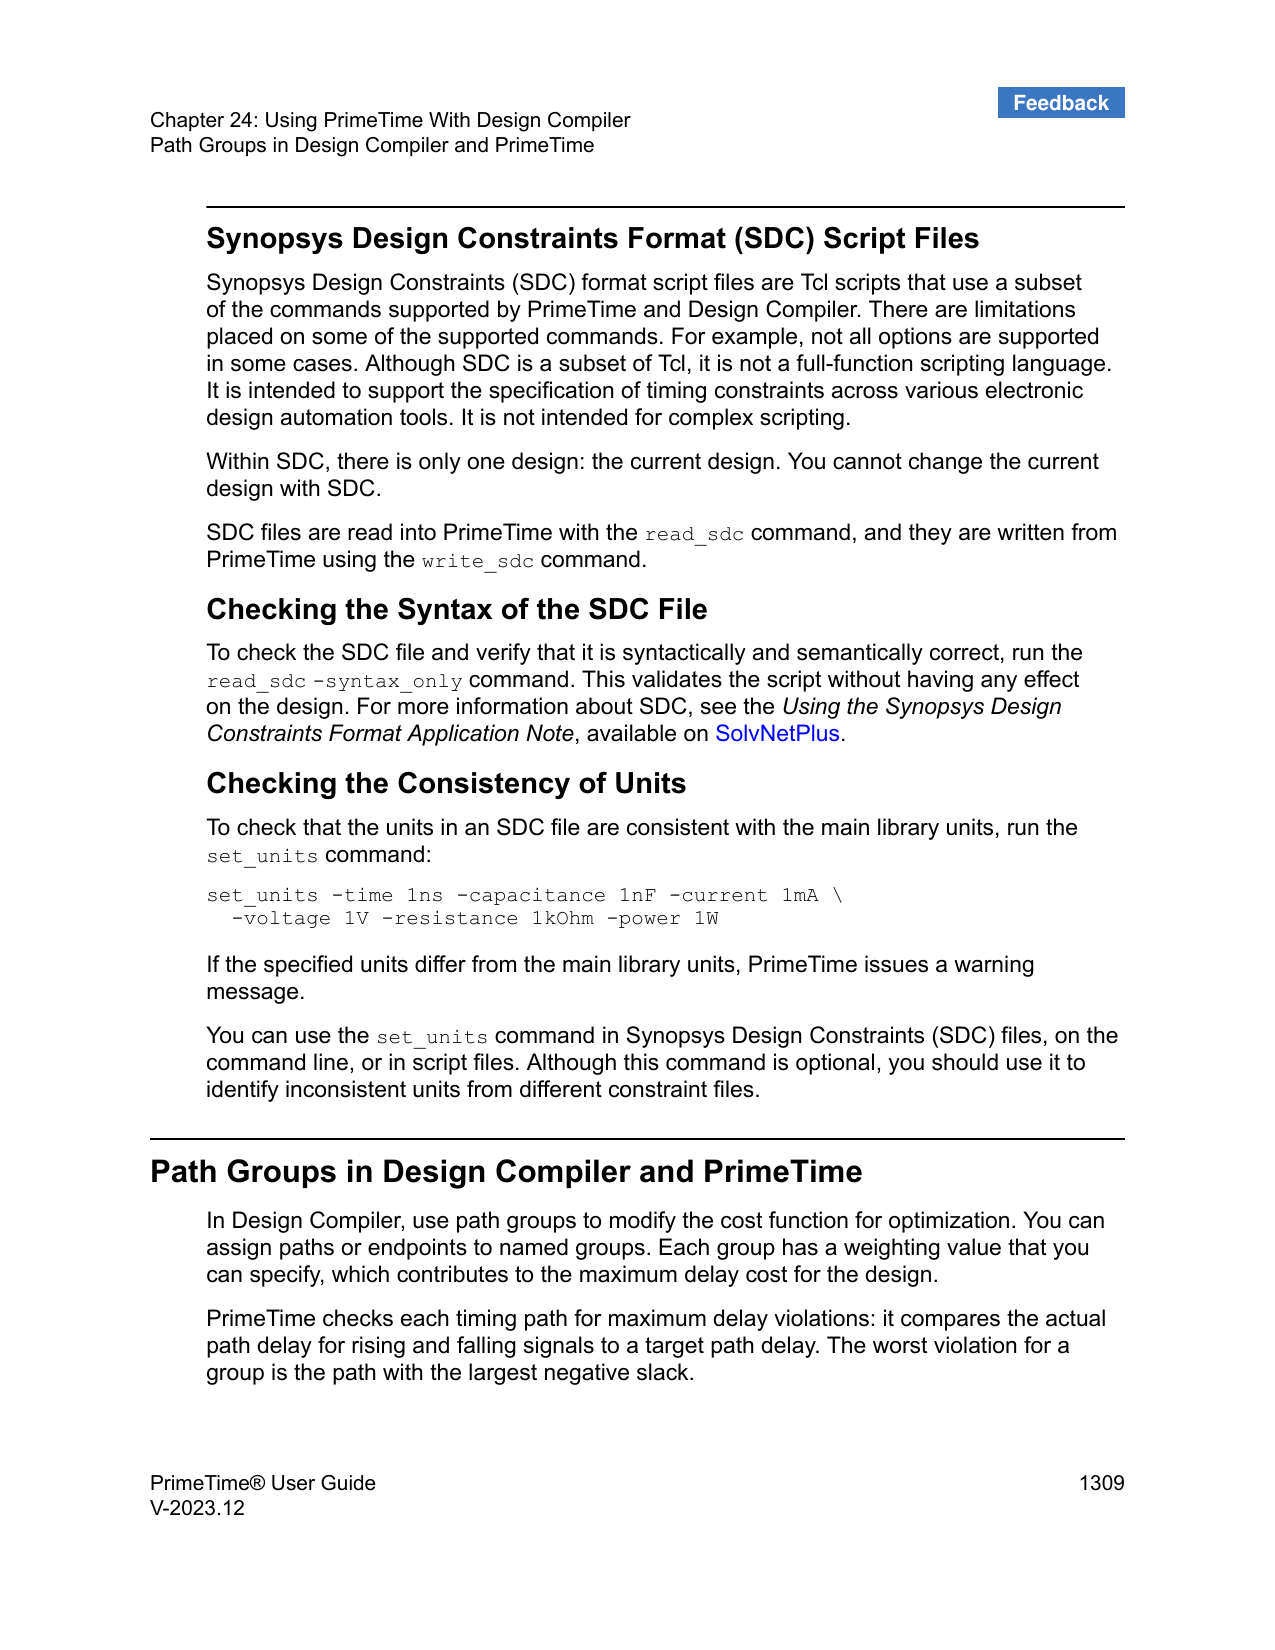 Feedback
Chapter 24: Using PrimeTime With Design Compiler
Path Groups in Design Compiler and PrimeTime
Synopsys Design Constraints Format (SDC) Script Files
Synopsys Design Constraints (SDC) format script files are Tcl scripts that use a subset
of the commands supported by PrimeTime and Design Compiler. There are limitations
placed on some of the supported commands. For example, not all options are supported
in some cases. Although SDC is a subset of Tcl, it is not a full-function scripting language.
It is intended to support the specification of timing constraints across various electronic
design automation tools. It is not intended for complex scripting.
Within SDC, there is only one design: the current design. You cannot change the current
design with SDC.
SDC files are read into PrimeTime with the read_sdc command, and they are written from
PrimeTime using the write_sdc command.
Checking the Syntax of the SDC File
To check the SDC file and verify that it is syntactically and semantically correct, run the
read_sdc -syntax_only command. This validates the script without having any effect
on the design. For more information about SDC, see the Using the Synopsys Design
Constraints Format Application Note, available on SolvNetPlus.
Checking the Consistency of Units
To check that the units in an SDC file are consistent with the main library units, run the
set_units command:
set_units -time 1ns -capacitance 1nF -current 1mA \
-voltage 1V -resistance 1kOhm -power 1W
If the specified units differ from the main library units, PrimeTime issues a warning
message.
You can use the set_units command in Synopsys Design Constraints (SDC) files, on the
command line, or in script files. Although this command is optional, you should use it to
identify inconsistent units from different constraint files.
Path Groups in Design Compiler and PrimeTime
In Design Compiler, use path groups to modify the cost function for optimization. You can
assign paths or endpoints to named groups. Each group has a weighting value that you
can specify, which contributes to the maximum delay cost for the design.
PrimeTime checks each timing path for maximum delay violations: it compares the actual
path delay for rising and falling signals to a target path delay. The worst violation for a
group is the path with the largest negative slack.
PrimeTime® User Guide 1309
V-2023.12